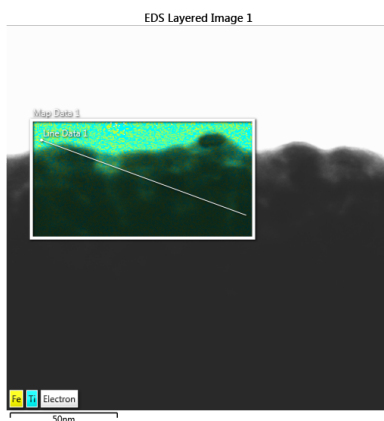 EDS Layered Image 1
Map Data 1
Line Data 1
Fe Ti Electron
50nm